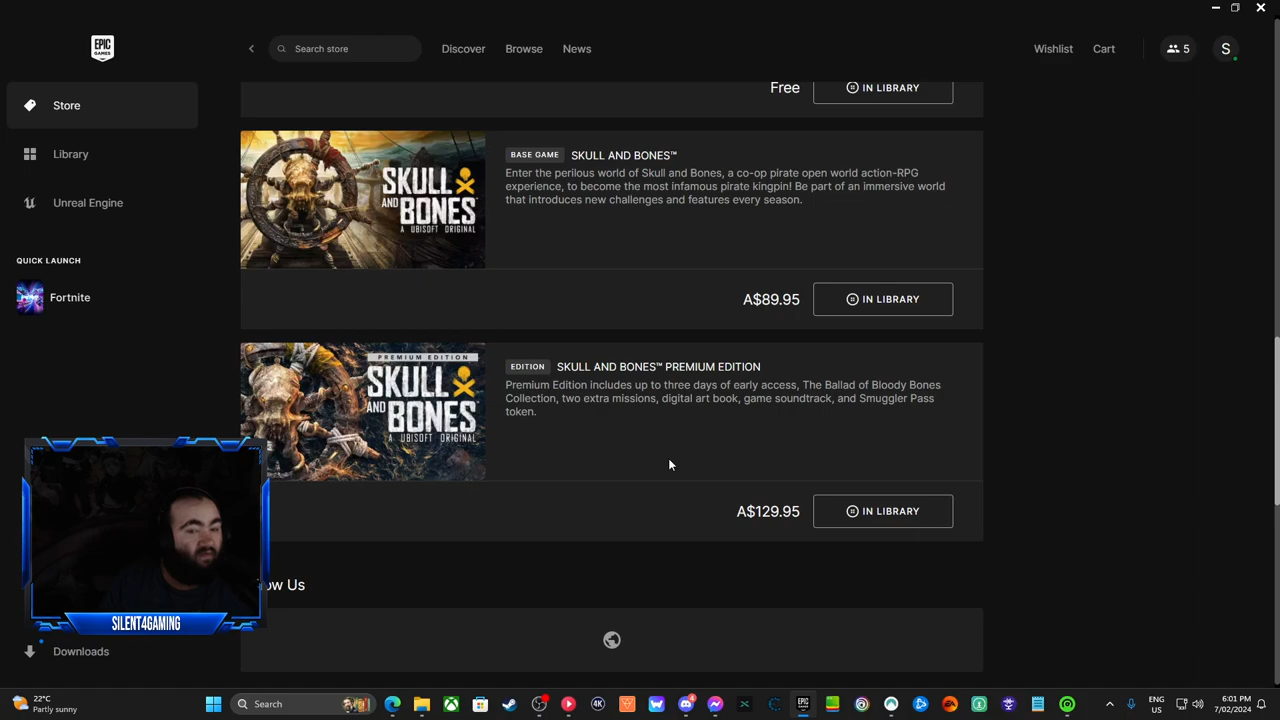 EPIC
GAMES
Search store
Discover
Browse
News
Wishlist
Cart
5
S
Store
Library
Unreal Engine
QUICK LAUNCH
Fortnite
Free
IN LIBRARY
SKULL
AND
BONES
A UBISOFT ORIGINAL
BASE GAME SKULL AND BONES™
Enter the perilous world of Skull and Bones, a co-op pirate open world action-RPG
experience, to become the most infamous pirate kingpin! Be part of an immersive world
that introduces new challenges and features every season.
A$89.95
IN LIBRARY
PREMIUM EDITION
SKULL
AND
BONES
A UBISOFT ORIGINAL
EDITION SKULL AND BONES™ PREMIUM EDITION
Premium Edition includes up to three days of early access, The Ballad of Bloody Bones
Collection, two extra missions, digital art book, game soundtrack, and Smuggler Pass
token.
A$129.95
IN LIBRARY
ow Us
SILENT4GAMING
Downloads
22°C
Partly sunny
Search
4K
4
EPIC
EA
ENG
US
6:01 PM
7/02/2024